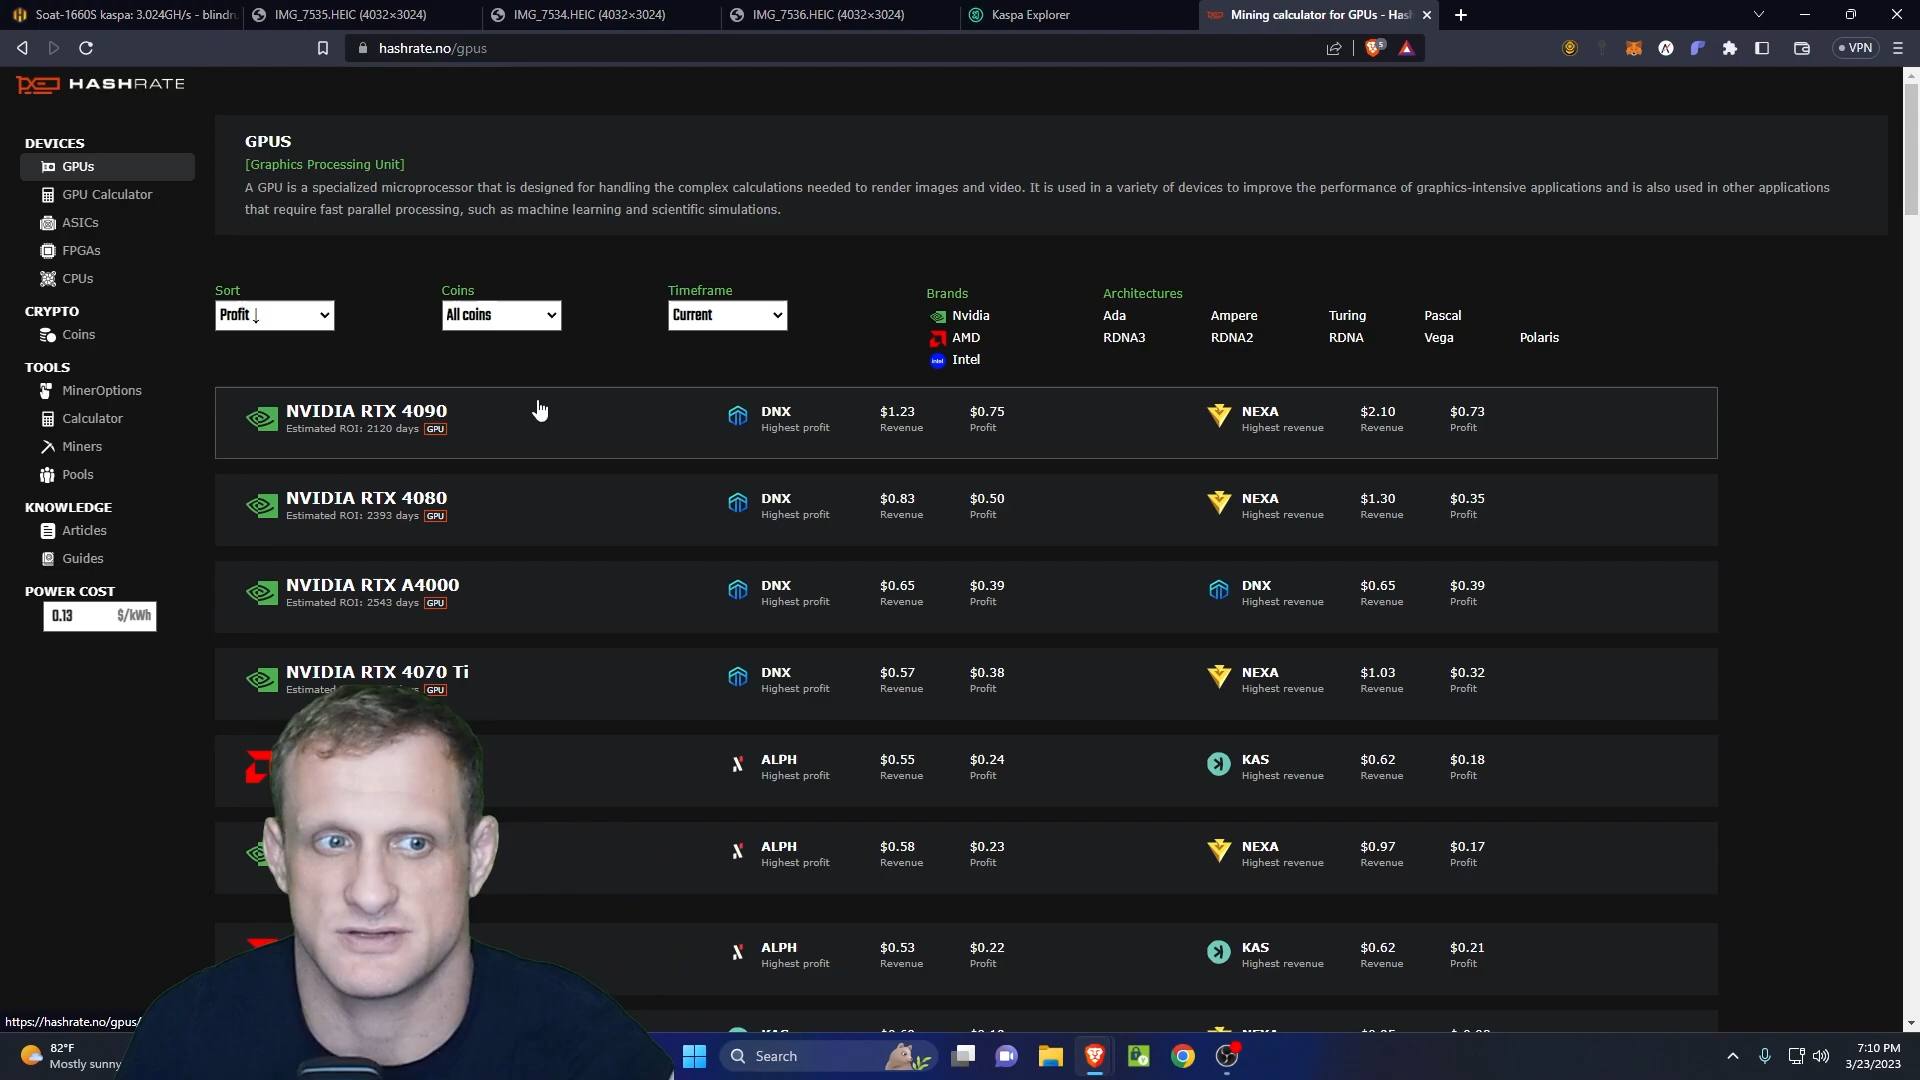 Soat-1660S kaspa: 3.024GH/s - blindru
IMG_7535.HEIC (4032×3024)
IMG_7534.HEIC (4032×3024)
IMG_7536.HEIC (4032×3024)
Kaspa Explorer
Mining calculator for GPUs - Hash
hashrate.no/gpus
5
VPN
HASHRATE
DEVICES
GPUs
GPU Calculator
ASICs
FPGAs
CPUs
CRYPTO
Coins
TOOLS
MinerOptions
Calculator
Miners
Pools
KNOWLEDGE
Articles
Guides
POWER COST
0.13 $/kWh
GPUS
[Graphics Processing Unit]
A GPU is a specialized microprocessor that is designed for handling the complex calculations needed to render images and video. It is used in a variety of devices to improve the performance of graphics-intensive applications and is also used in other applications
that require fast parallel processing, such as machine learning and scientific simulations.
Sort
Profit ↓
Coins
All coins
Timeframe
Current
Brands
Nvidia
AMD
intel Intel
Architectures
Ada Ampere Turing Pascal
RDNA3 RDNA2 RDNA Vega Polaris
NVIDIA RTX 4090 DNX $1.23 $0.75 NEXA $2.10 $0.73
Estimated ROI: 2120 days GPU Highest profit Revenue Profit Highest revenue Revenue Profit
NVIDIA RTX 4080 DNX $0.83 $0.50 NEXA $1.30 $0.35
Estimated ROI: 2393 days GPU Highest profit Revenue Profit Highest revenue Revenue Profit
NVIDIA RTX A4000 DNX $0.65 $0.39 DNX $0.65 $0.39
Estimated ROI: 2543 days GPU Highest profit Revenue Profit Highest revenue Revenue Profit
NVIDIA RTX 4070 Ti DNX $0.57 $0.38 NEXA $1.03 $0.32
Estimated GPU Highest profit Revenue Profit Highest revenue Revenue Profit
ALPH $0.55 $0.24 KAS $0.62 $0.18
Highest profit Revenue Profit Highest revenue Revenue Profit
ALPH $0.58 $0.23 NEXA $0.97 $0.17
Highest profit Revenue Profit Highest revenue Revenue Profit
ALPH $0.53 $0.22 KAS $0.62 $0.21
Highest profit Revenue Profit Highest revenue Revenue Profit
https://hashrate.no/gpus/
82°F
Mostly sunny
Search
7:10 PM
3/23/2023